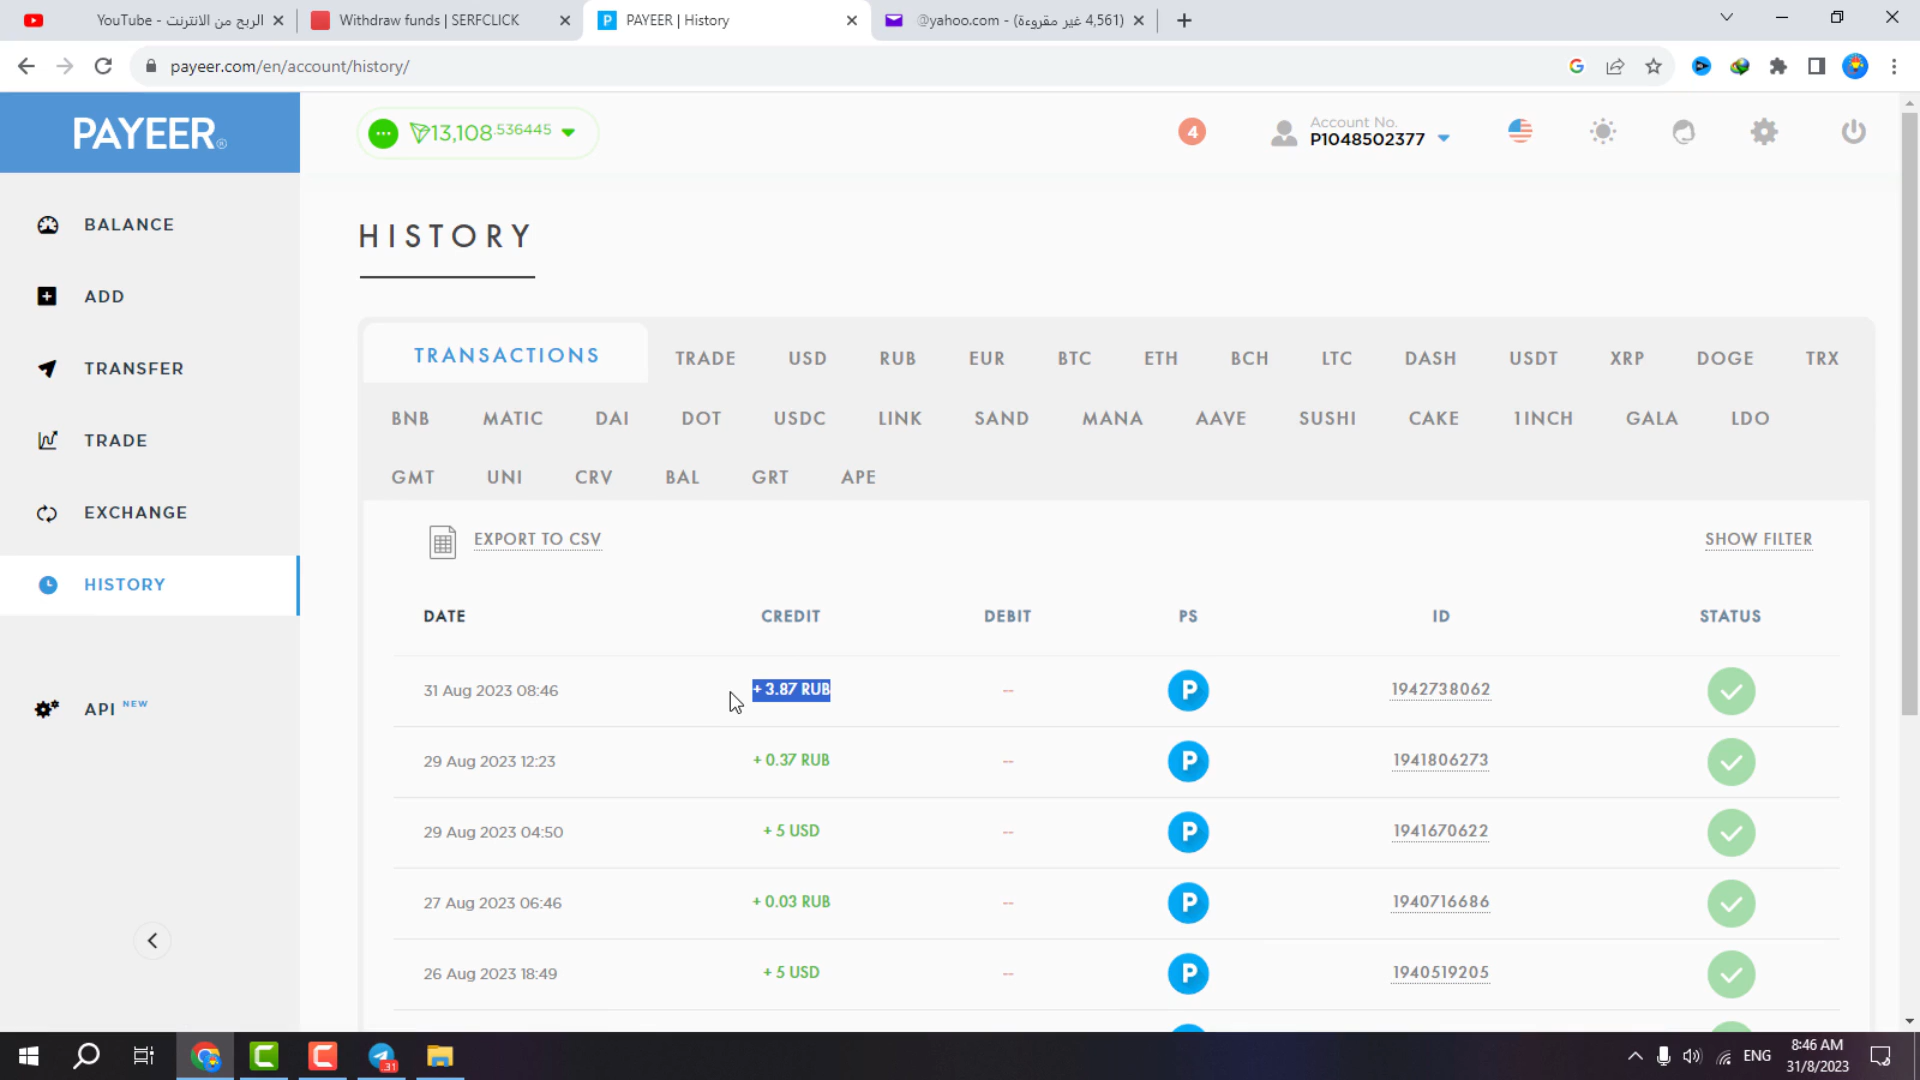 YouTube - الربح من الانترنت
Withdraw funds | SERFCLICK
PAYEER | History
@yahoo.com - (4,561 غير مقروءة)
payeer.com/en/account/history/
PAYEER®
13,108.536445
4
Account No.
P1048502377
BALANCE
ADD
TRANSFER
TRADE
EXCHANGE
HISTORY
API NEW
HISTORY
TRANSACTIONS TRADE USD RUB EUR BTC ETH BCH LTC DASH USDT XRP DOGE TRX
BNB MATIC DAI DOT USDC LINK SAND MANA AAVE SUSHI CAKE 1INCH GALA LDO
GMT UNI CRV BAL GRT APE
EXPORT TO CSV
SHOW FILTER
DATE CREDIT DEBIT PS ID STATUS
31 Aug 2023 08:46 + 3.87 RUB -- P 1942738062
29 Aug 2023 12:23 + 0.37 RUB -- P 1941806273
29 Aug 2023 04:50 + 5 USD -- P 1941670622
27 Aug 2023 06:46 + 0.03 RUB -- P 1940716686
26 Aug 2023 18:49 + 5 USD -- P 1940519205
31
ENG
8:46 AM
31/8/2023